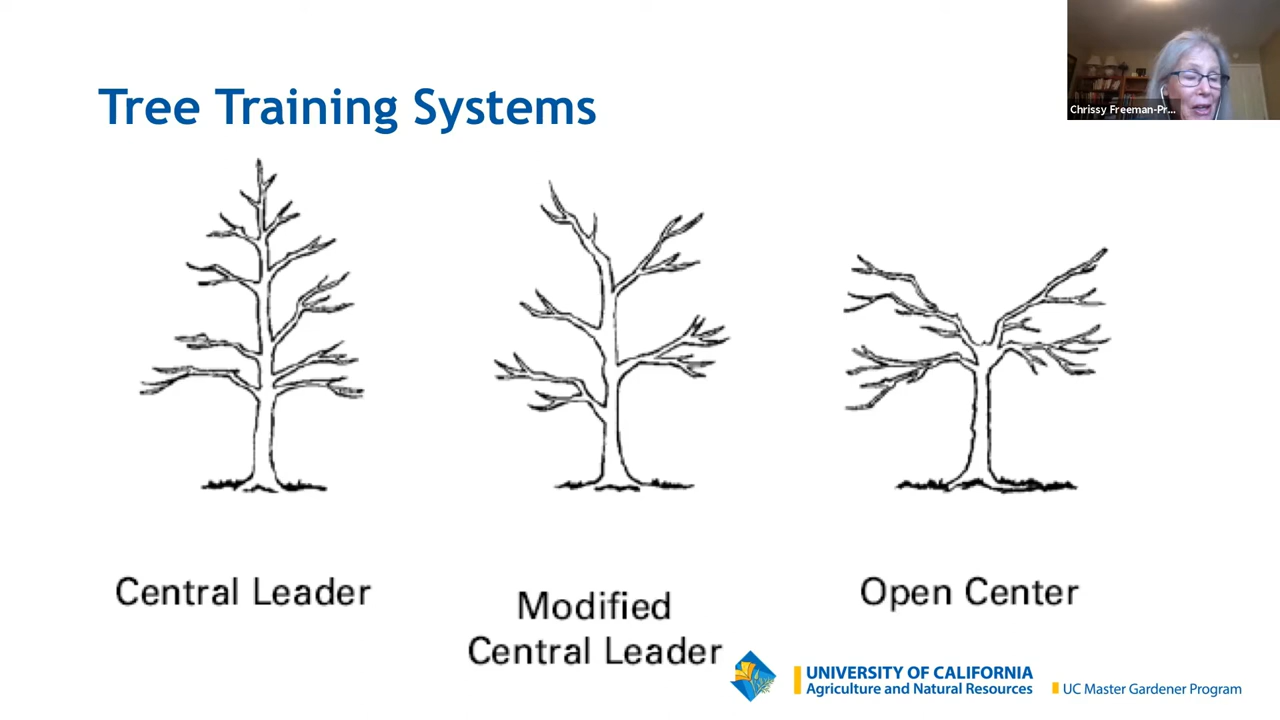 Chrissy Freeman-Pr...
Tree Training Systems
Central Leader
Modified
Central Leader
Open Center
UNIVERSITY OF CALIFORNIA
Agriculture and Natural Resources
UC Master Gardener Program